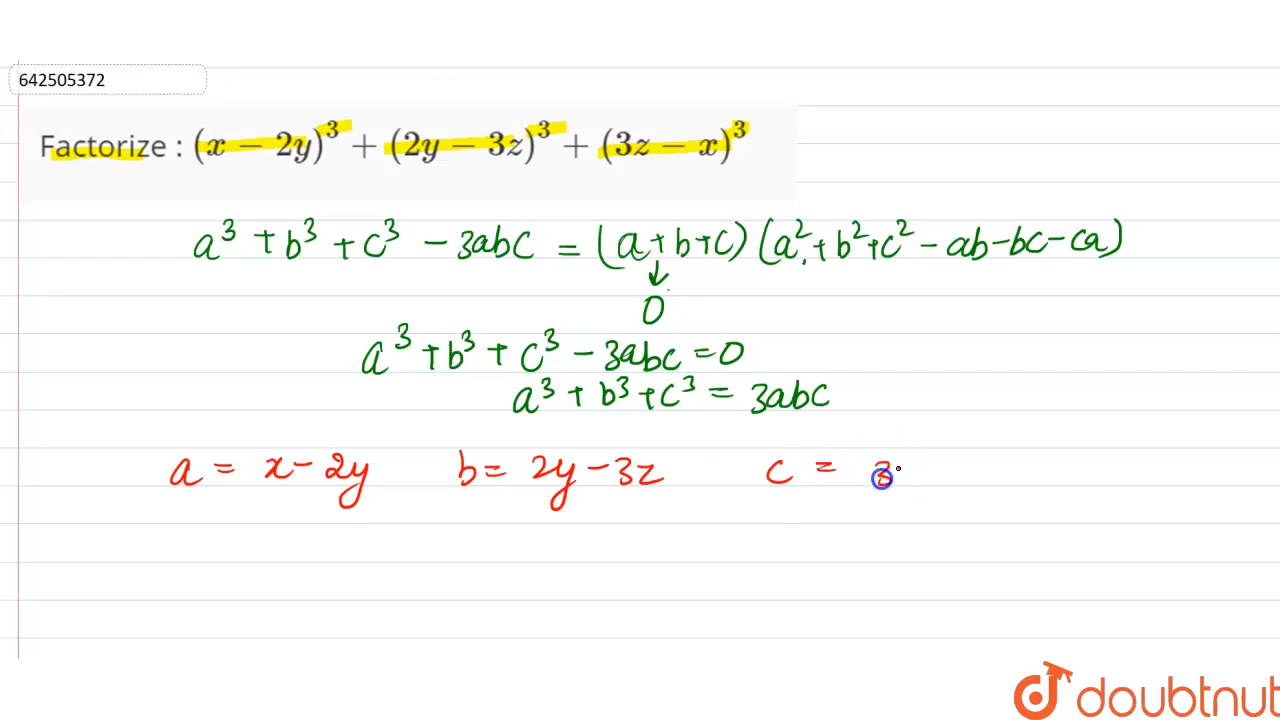 642505372
Factorize : (x − 2y)³ + (2y − 3z)³ + (3z − x)³
a³ + b³ + c³ − 3abc = (a+b+c) (a²+b²+c²−ab−bc−ca)
↓
0
a³ + b³ + c³ − 3abc = 0
a³ + b³ + c³ = 3abc
a = x − 2y b = 2y − 3z c = 3
doubtnut